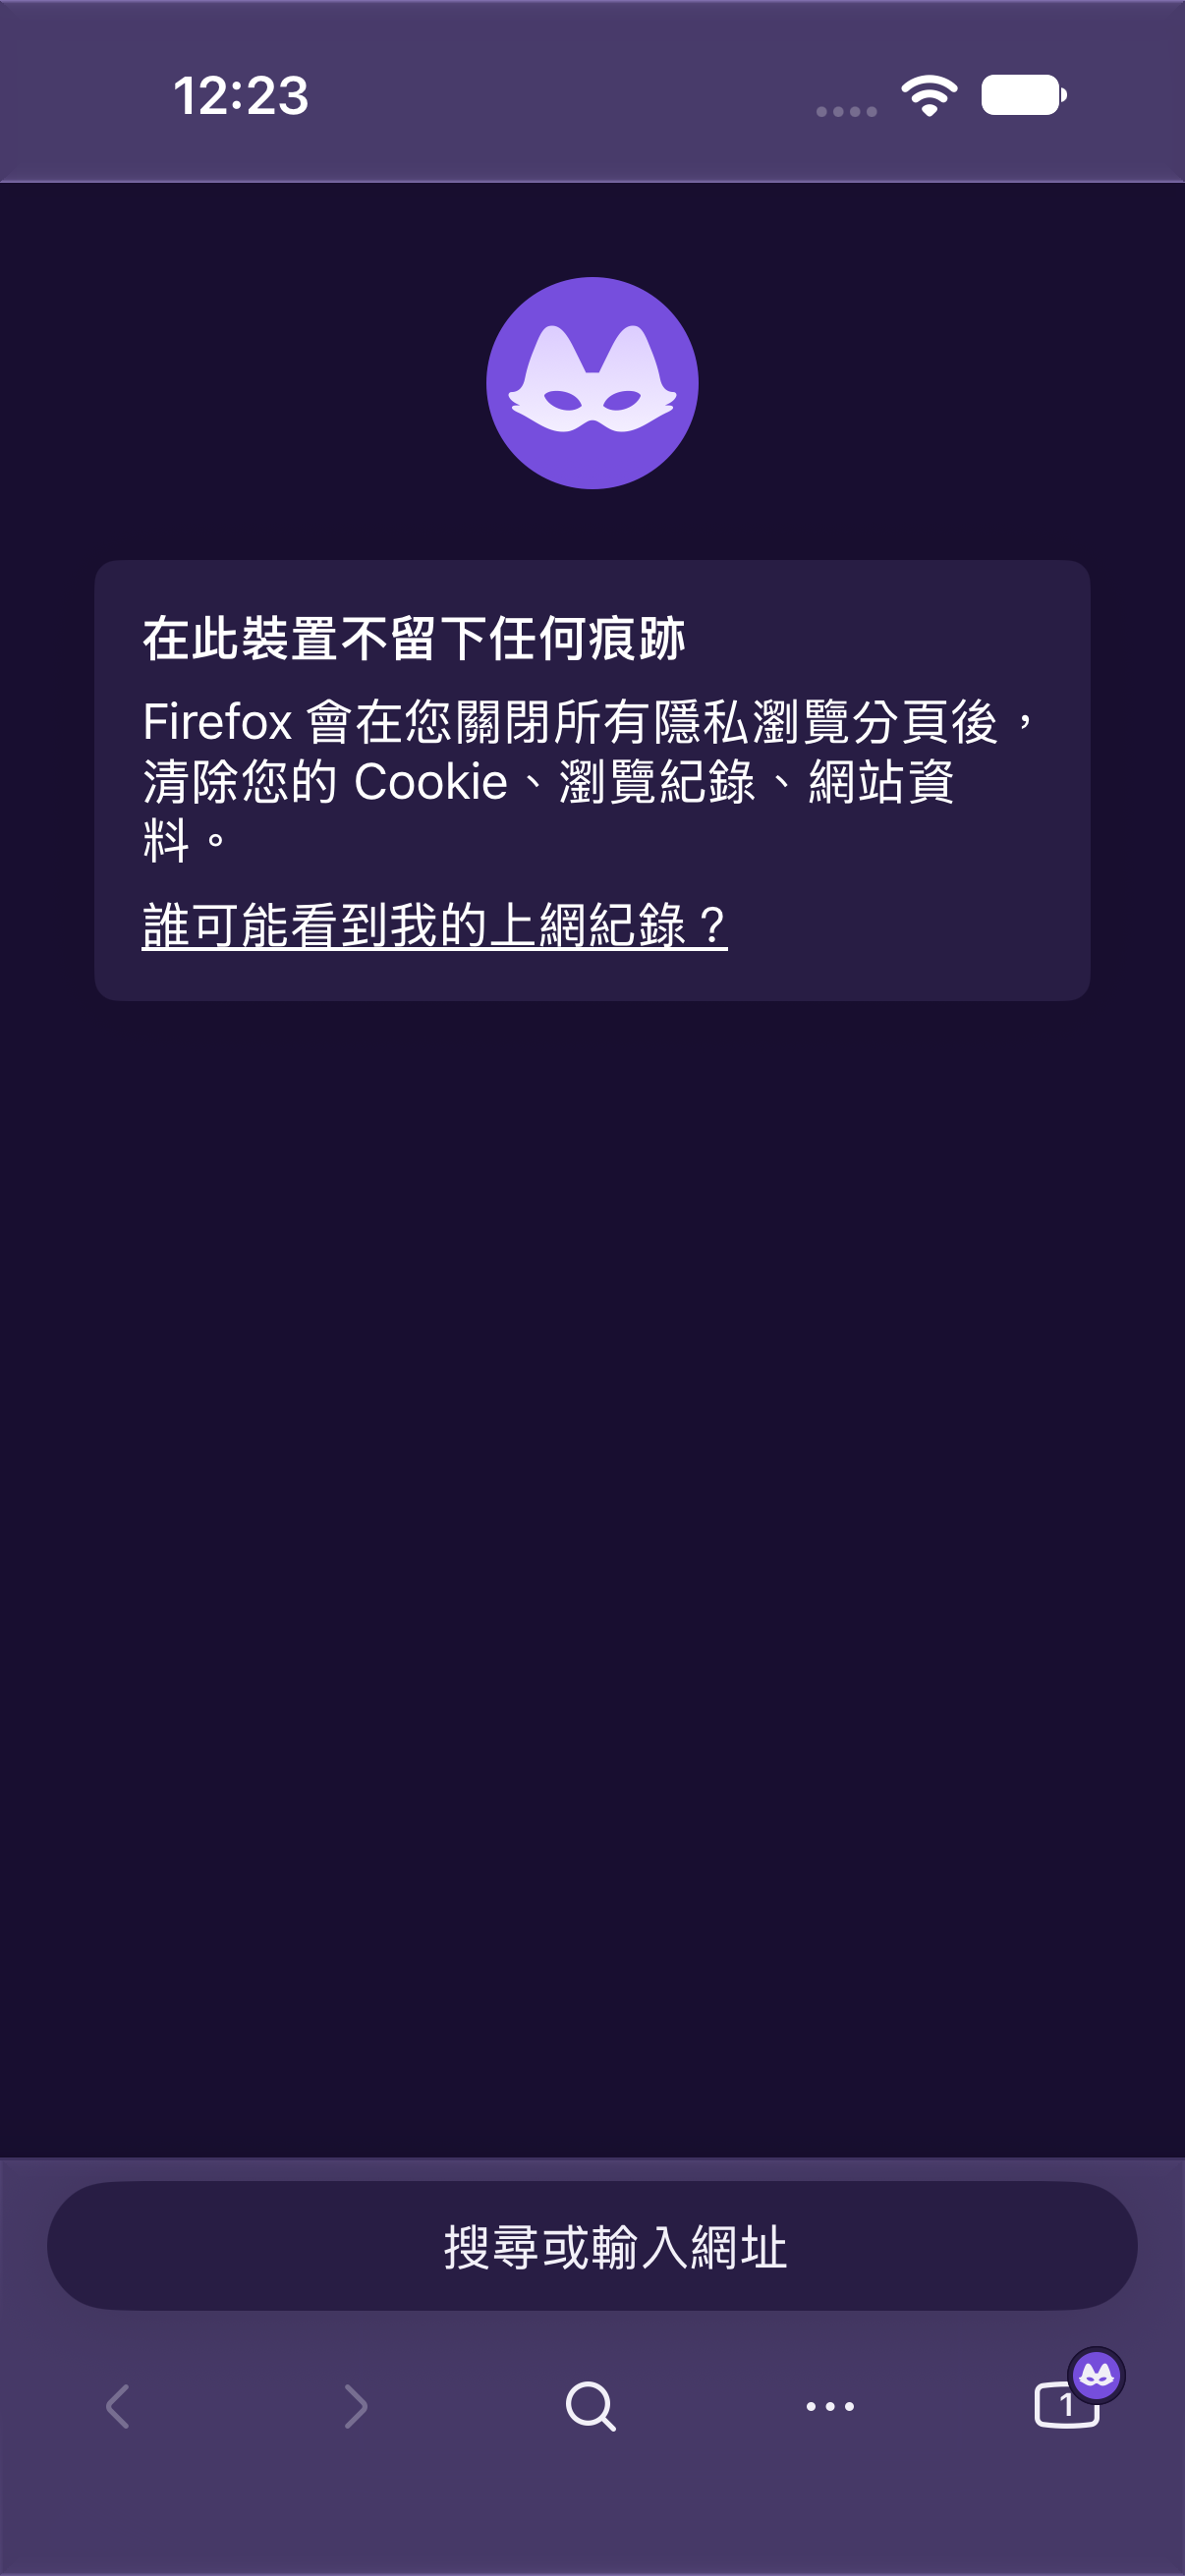 12:23
在此裝置不留下任何痕跡
Firefox 會在您關閉所有隱私瀏覽分頁後，
清除您的 Cookie、瀏覽紀錄、網站資
料。
誰可能看到我的上網紀錄？
搜尋或輸入網址
1